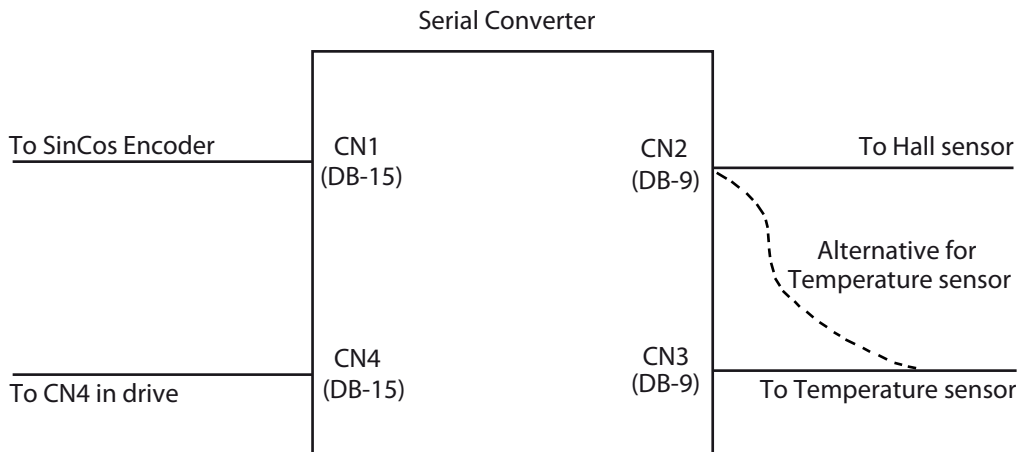 Serial Converter
To SinCos Encoder
CN1
(DB-15)
CN2
(DB-9)
To Hall sensor
Alternative for
Temperature sensor
CN4
(DB-15)
To CN4 in drive
CN3
(DB-9)
To Temperature sensor